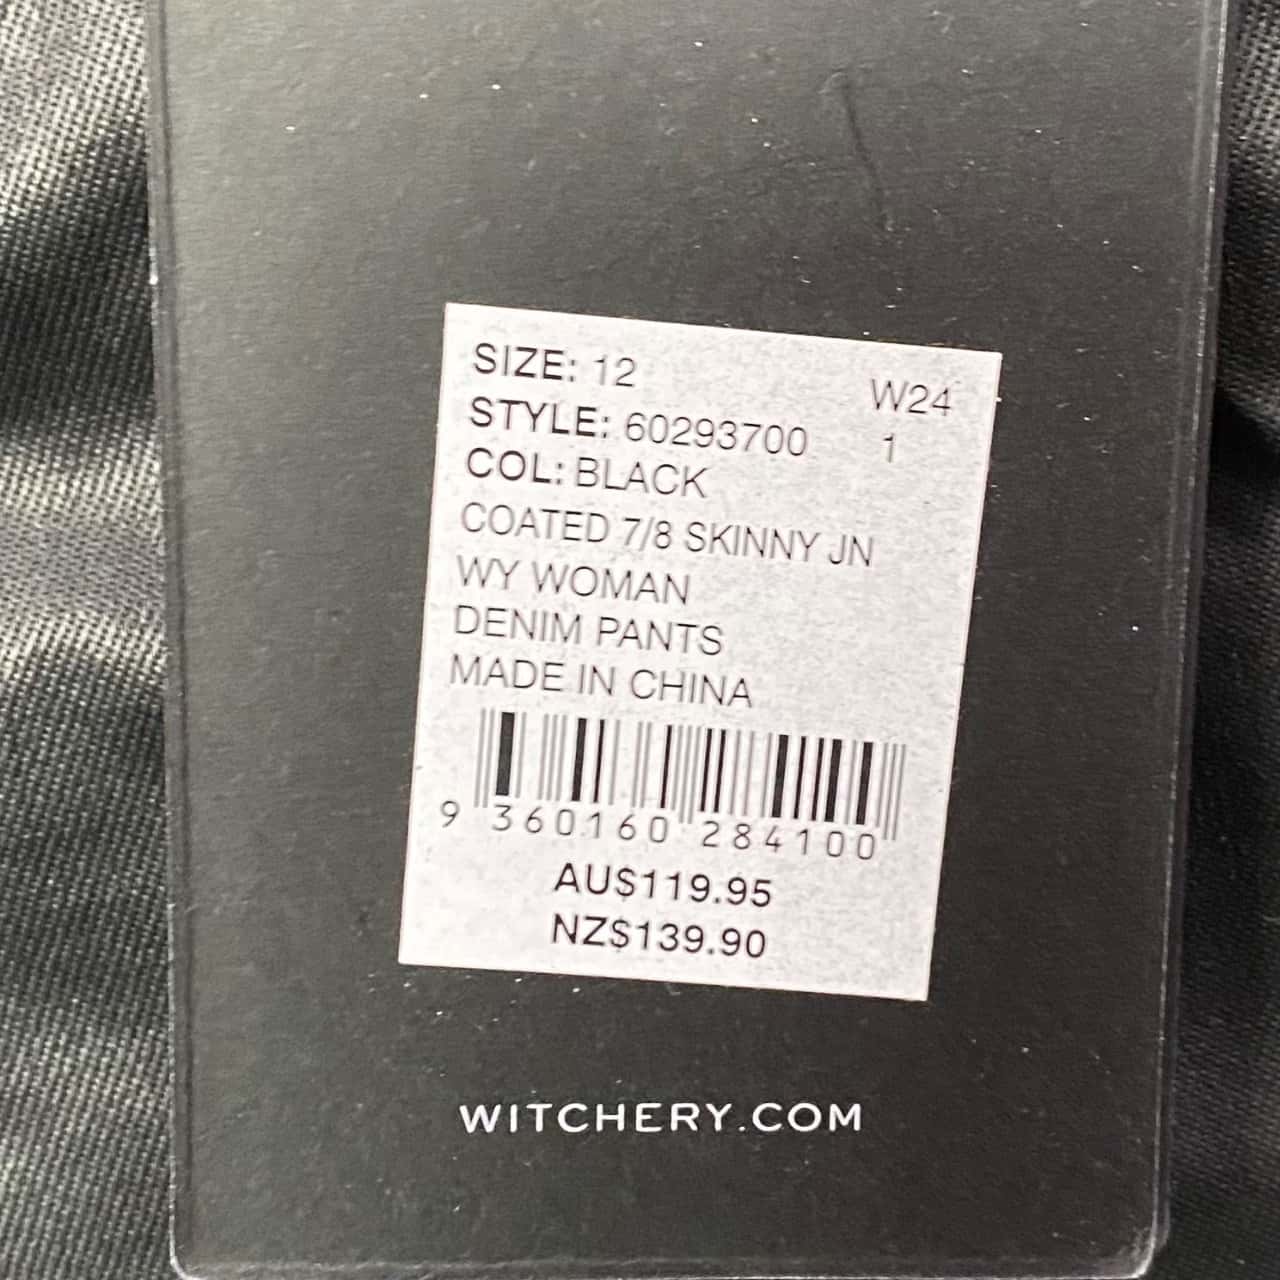 SIZE: 12 W24
STYLE: 60293700 1
COL: BLACK
COATED 7/8 SKINNY JN
WY WOMAN
DENIM PANTS
MADE IN CHINA
9 360160 284100
AU$119.95
NZ$139.90
WITCHERY.COM